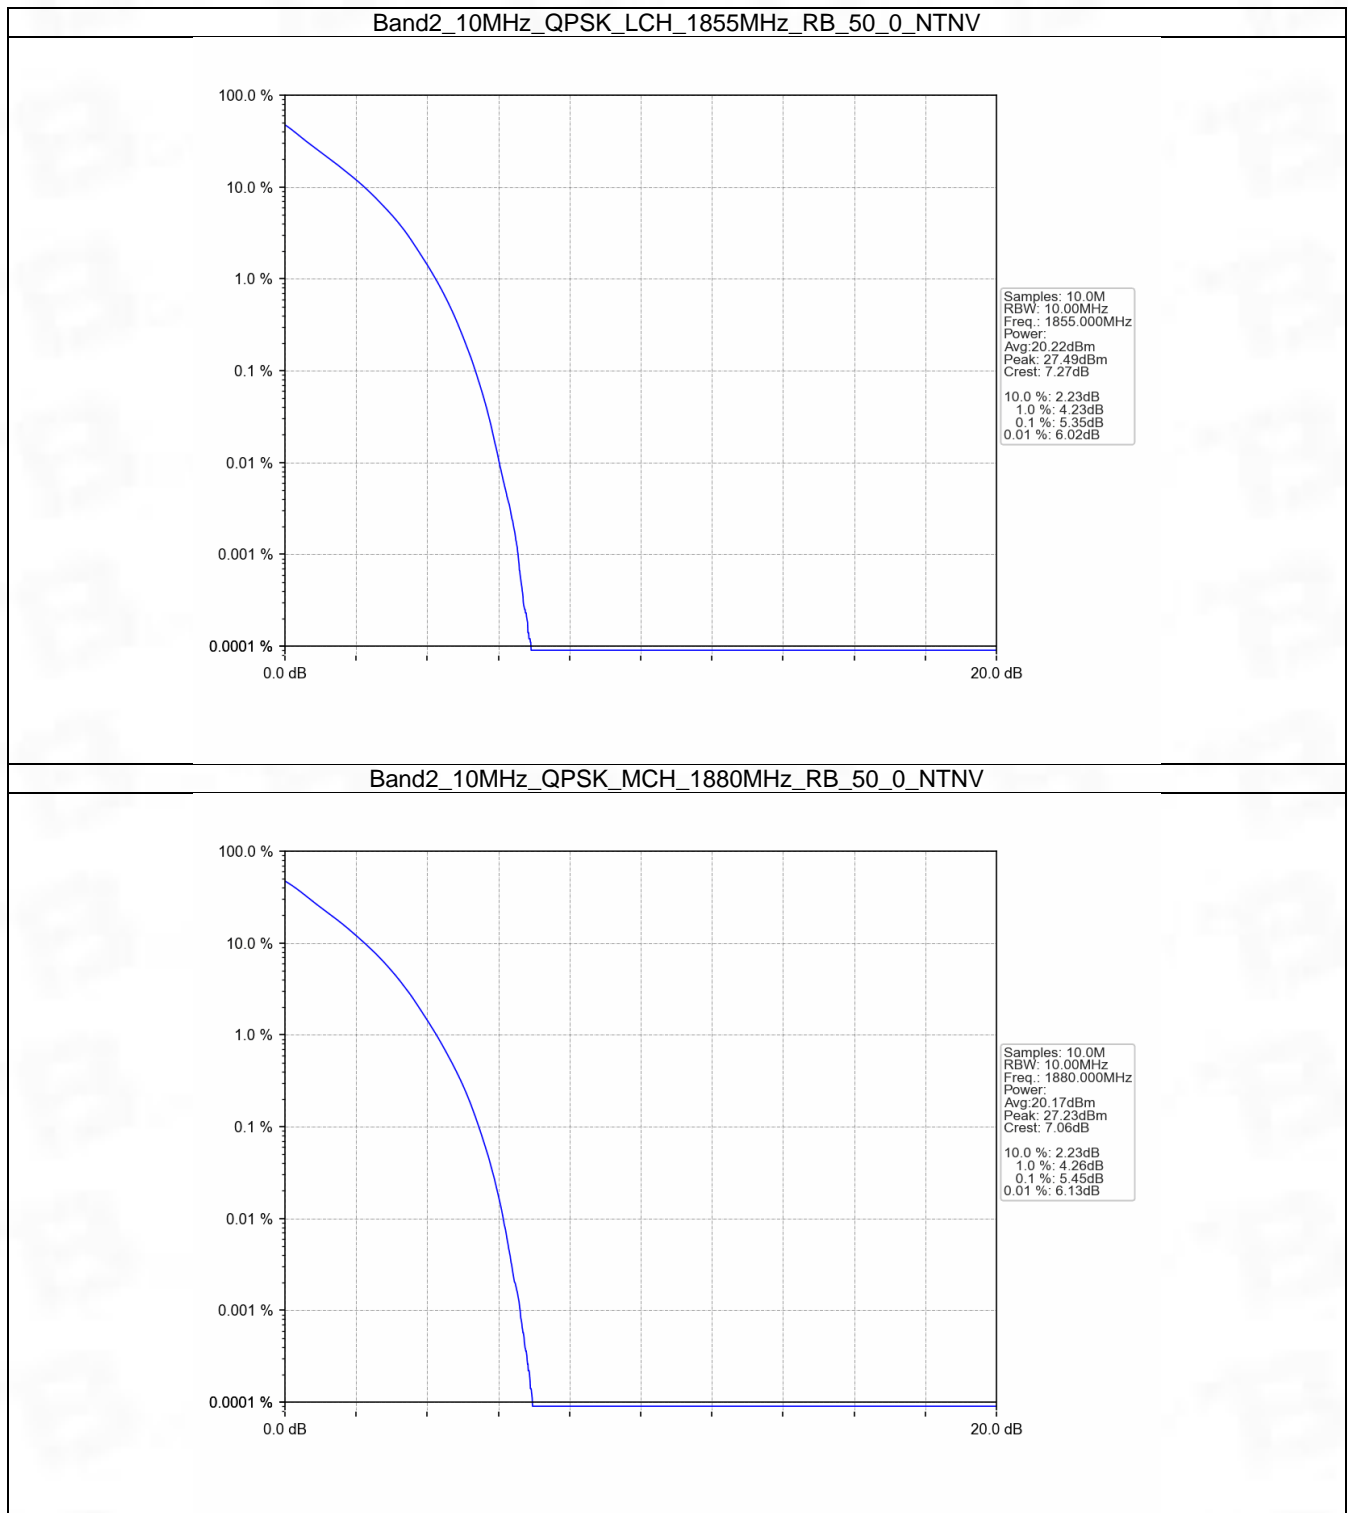 Band2_10MHz_QPSK_LCH_1855MHz_RB_50_0_NTNV
100.0 %
10.0 %
1.0 %
0.1 %
0.01 %
0.001 %
0.0001 %
0.0 dB
20.0 dB
Samples: 10.0M
RBW: 10.00MHz
Freq.: 1855.000MHz
Power:
Avg:20.22dBm
Peak: 27.49dBm
Crest: 7.27dB
10.0 %: 2.23dB
1.0 %: 4.23dB
0.1 %: 5.35dB
0.01 %: 6.02dB
Band2_10MHz_QPSK_MCH_1880MHz_RB_50_0_NTNV
100.0 %
10.0 %
1.0 %
0.1 %
0.01 %
0.001 %
0.0001 %
0.0 dB
20.0 dB
Samples: 10.0M
RBW: 10.00MHz
Freq.: 1880.000MHz
Power:
Avg:20.17dBm
Peak: 27.23dBm
Crest: 7.06dB
10.0 %: 2.23dB
1.0 %: 4.26dB
0.1 %: 5.45dB
0.01 %: 6.13dB